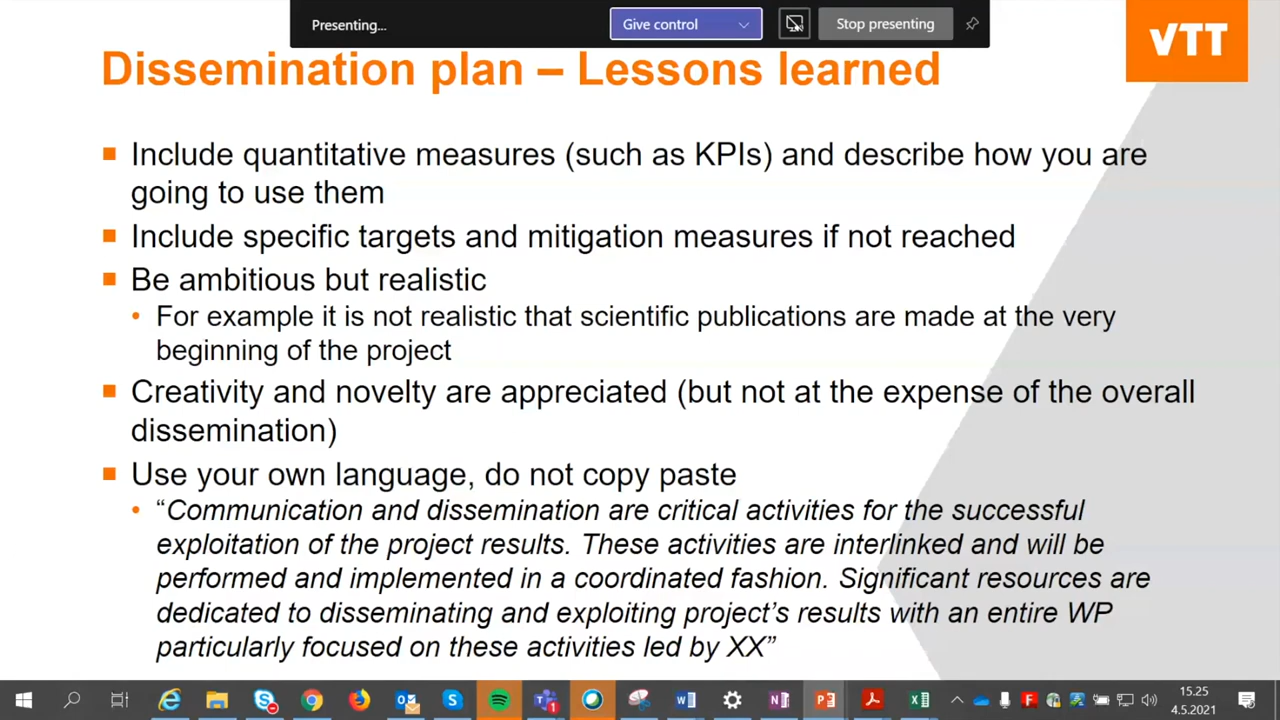 Presenting...
Give control
Stop presenting
VTT
Dissemination plan – Lessons learned
Include quantitative measures (such as KPIs) and describe how you are
going to use them
Include specific targets and mitigation measures if not reached
Be ambitious but realistic
For example it is not realistic that scientific publications are made at the very
beginning of the project
Creativity and novelty are appreciated (but not at the expense of the overall
dissemination)
Use your own language, do not copy paste
“Communication and dissemination are critical activities for the successful
exploitation of the project results. These activities are interlinked and will be
performed and implemented in a coordinated fashion. Significant resources are
dedicated to disseminating and exploiting project’s results with an entire WP
particularly focused on these activities led by XX”
15.25
4.5.2021